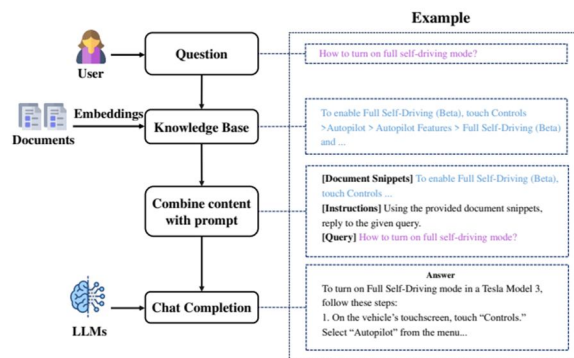 Example
User
Question
How to turn on full self-driving mode?
Documents
Embeddings
Knowledge Base
To enable Full Self-Driving (Beta), touch Controls
>Autopilot > Autopilot Features > Full Self-Driving (Beta)
and ...
Combine content
with prompt
[Document Snippets] To enable Full Self-Driving (Beta),
touch Controls ...
[Instructions] Using the provided document snippets,
reply to the given query.
[Query] How to turn on full self-driving mode?
LLMs
Chat Completion
Answer
To turn on Full Self-Driving mode in a Tesla Model 3,
follow these steps:
1. On the vehicle's touchscreen, touch “Controls.”
Select “Autopilot” from the menu...